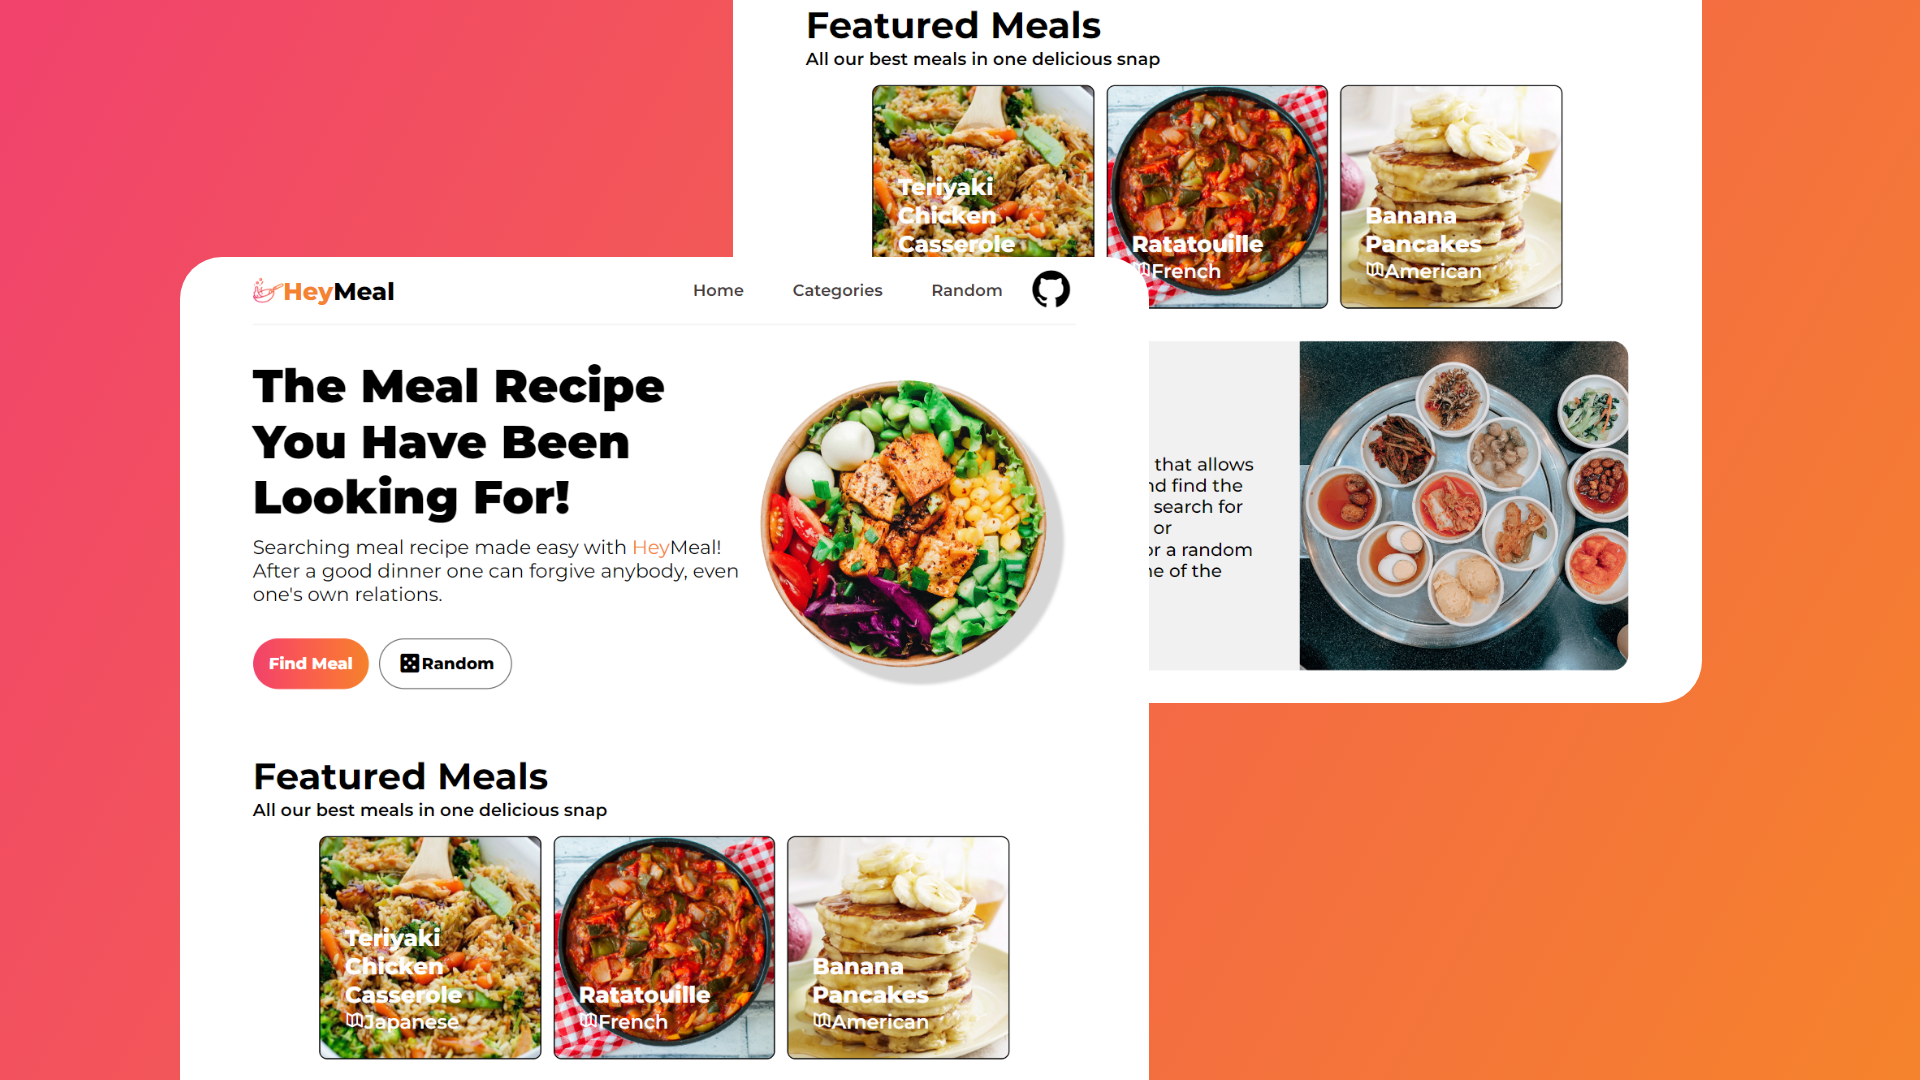 Featured Meals
All our best meals in one delicious snap
Teriyaki
Chicken
Casserole
Ratatouille
French
Banana
Pancakes
American
that allows
find the
search for
or
or a random
of the
HeyMeal
Home
Categories
Random
The Meal Recipe
You Have Been
Looking For!
Searching meal recipe made easy with HeyMeal!
After a good dinner one can forgive anybody, even
one's own relations.
Find Meal
Random
Featured Meals
All our best meals in one delicious snap
Teriyaki
Chicken
Casserole
Japanese
Ratatouille
French
Banana
Pancakes
American